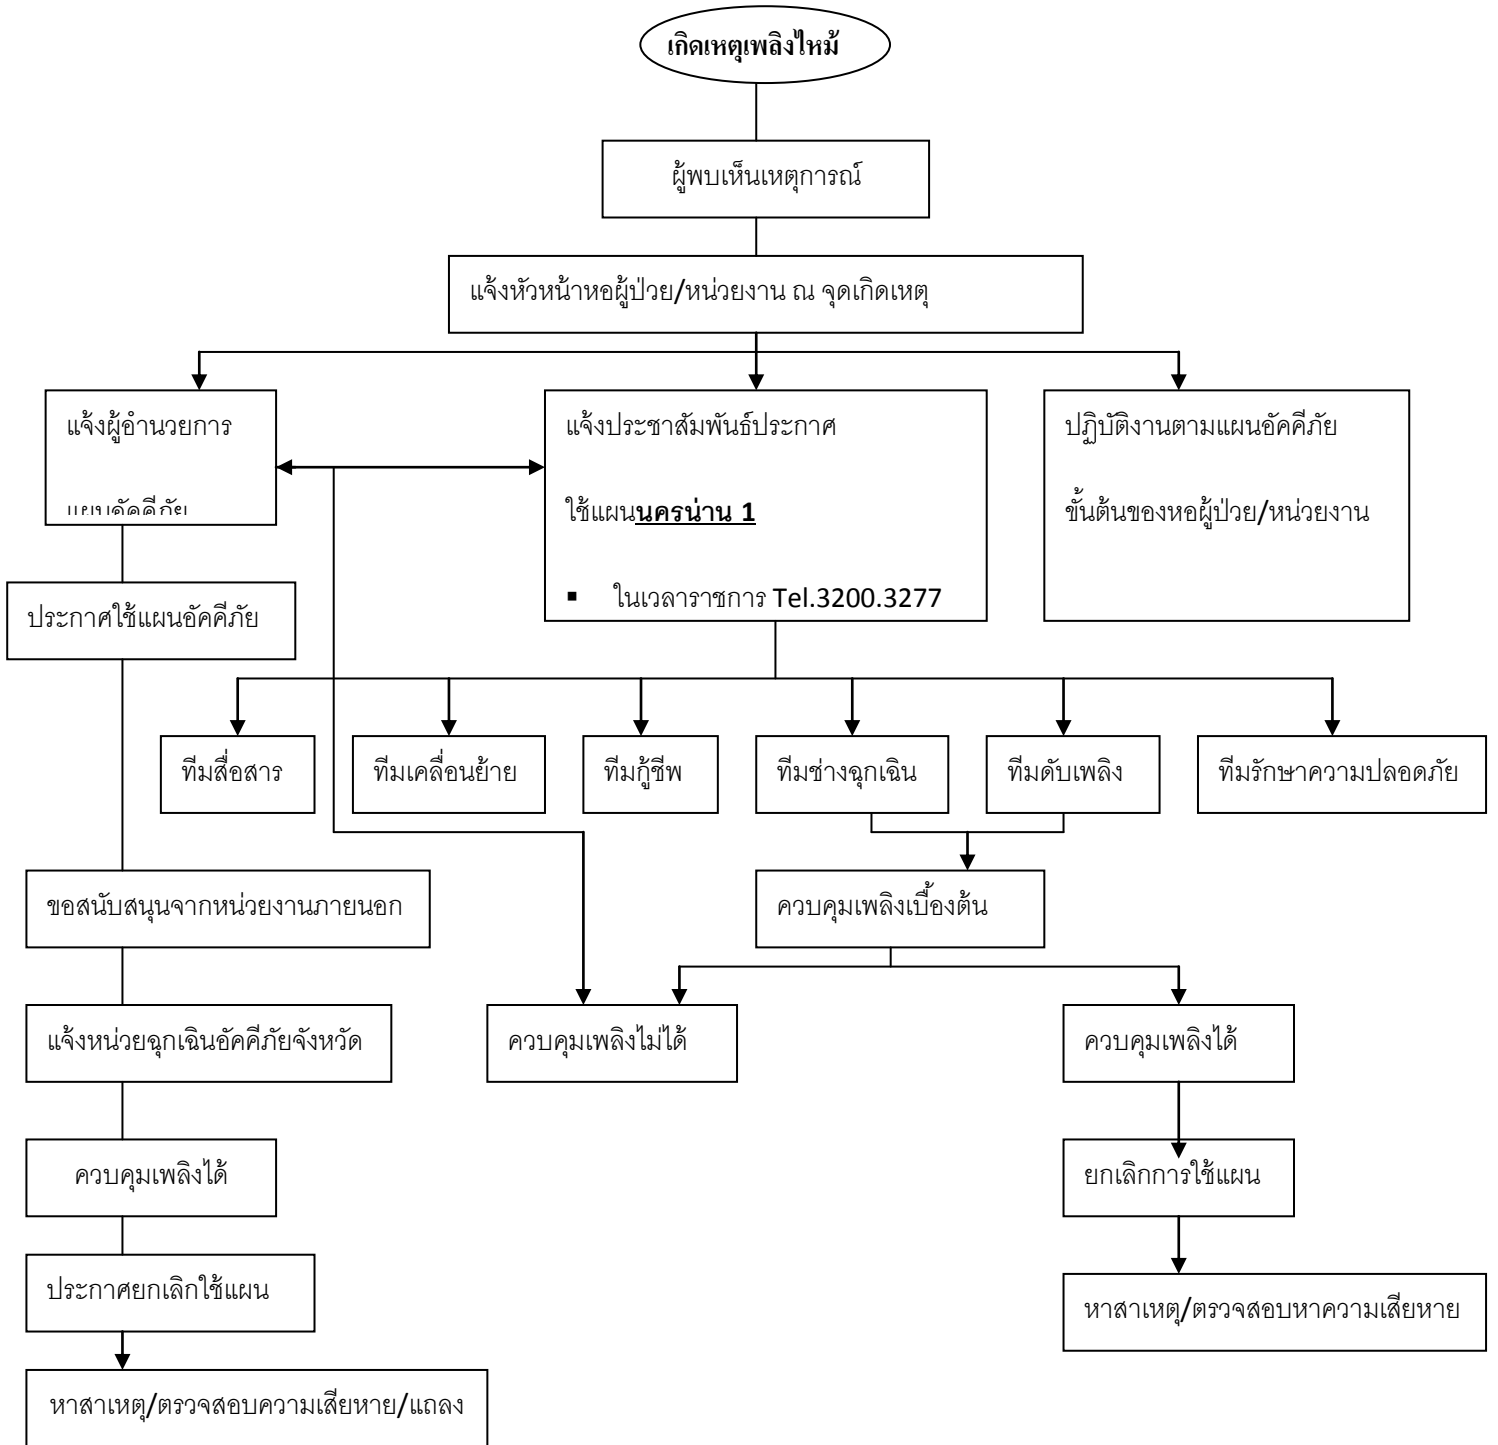 เกิดเหตุเพลิงไหม้
ผู้พบเห็นเหตุการณ์
แจ้งหัวหน้าหอผู้ป่วย/หน่วยงาน ณ จุดเกิดเหตุ
แจ้งผู้อำนวยการ
แผนอัคคีภัย
แจ้งประชาสัมพันธ์ประกาศ
ใช้แผนนครน่าน 1
▪ ในเวลาราชการ Tel.3200.3277
ปฏิบัติงานตามแผนอัคคีภัย
ขั้นต้นของหอผู้ป่วย/หน่วยงาน
ประกาศใช้แผนอัคคีภัย
ทีมสื่อสาร
ทีมเคลื่อนย้าย
ทีมกู้ชีพ
ทีมช่างฉุกเฉิน
ทีมดับเพลิง
ทีมรักษาความปลอดภัย
ขอสนับสนุนจากหน่วยงานภายนอก
ควบคุมเพลิงเบื้องต้น
แจ้งหน่วยฉุกเฉินอัคคีภัยจังหวัด
ควบคุมเพลิงไม่ได้
ควบคุมเพลิงได้
ควบคุมเพลิงได้
ยกเลิกการใช้แผน
ประกาศยกเลิกใช้แผน
หาสาเหตุ/ตรวจสอบหาความเสียหาย
หาสาเหตุ/ตรวจสอบความเสียหาย/แถลง